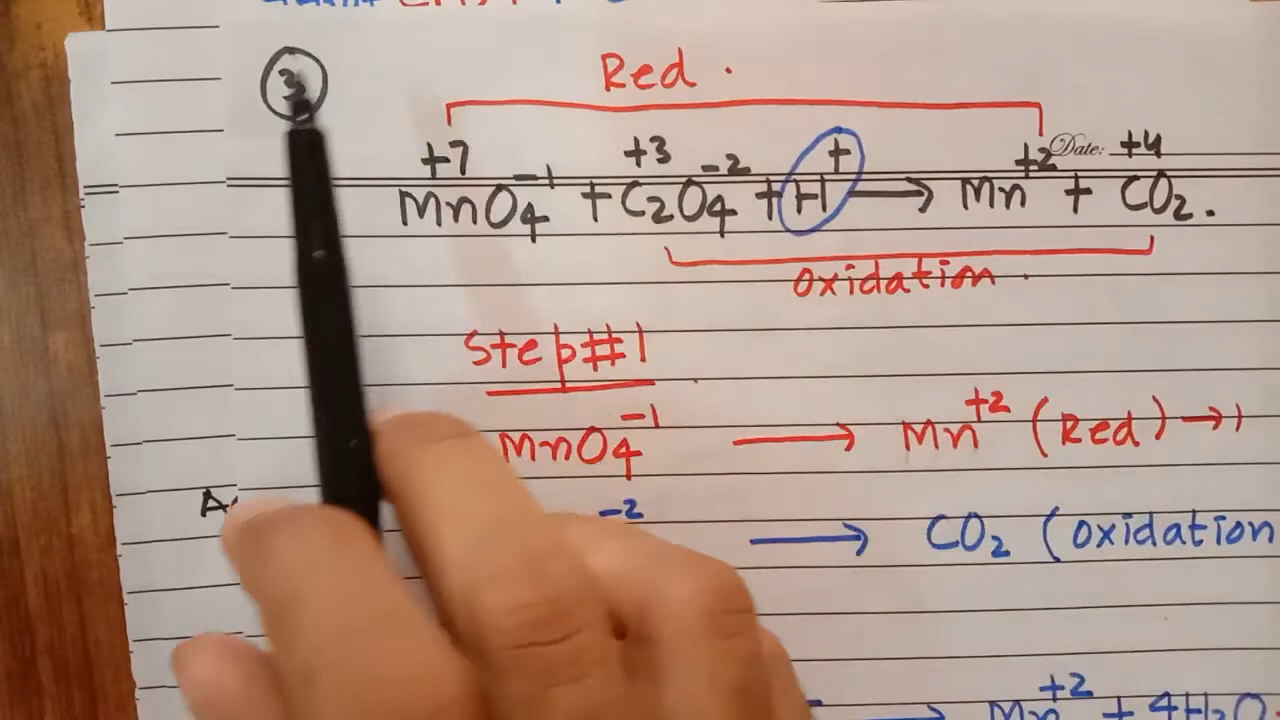 3
Red.
+7 +3 + +2 Date: +4
MnO₄⁻¹ + C₂O₄⁻² + H → Mn + CO₂.
oxidation.
Step#1
MnO₄⁻¹ → Mn⁺² (Red) → 1
-2 → CO₂ (oxidation
Mn⁺² + 4H₂O